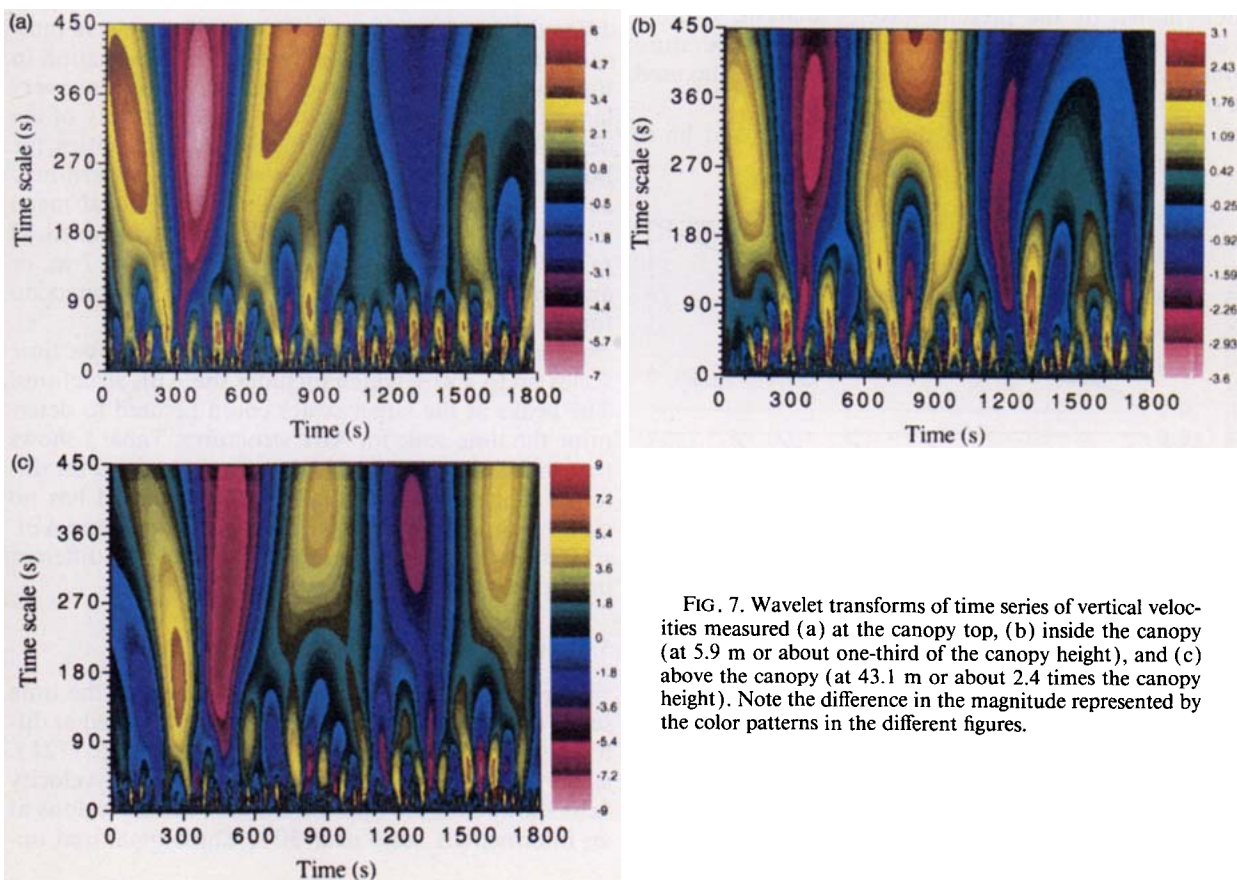 (a)
450
360
270
180
90
0
Time scale (s)
0 300 600 900 1200 1500 1800
Time (s)
6
4.7
3.4
2.1
0.8
-0.5
-1.8
-3.1
-4.4
-5.7
-7
(b)
450
360
270
180
90
0
Time scale (s)
0 300 600 900 1200 1500 1800
Time (s)
3.1
2.43
1.76
1.09
0.42
-0.25
-0.92
-1.59
-2.26
-2.93
-3.6
(c)
450
360
270
180
90
0
Time scale (s)
0 300 600 900 1200 1500 1800
Time (s)
9
7.2
5.4
3.6
1.8
0
-1.8
-3.6
-5.4
-7.2
-9
FIG. 7. Wavelet transforms of time series of vertical veloc-
ities measured (a) at the canopy top, (b) inside the canopy
(at 5.9 m or about one-third of the canopy height), and (c)
above the canopy (at 43.1 m or about 2.4 times the canopy
height). Note the difference in the magnitude represented by
the color patterns in the different figures.